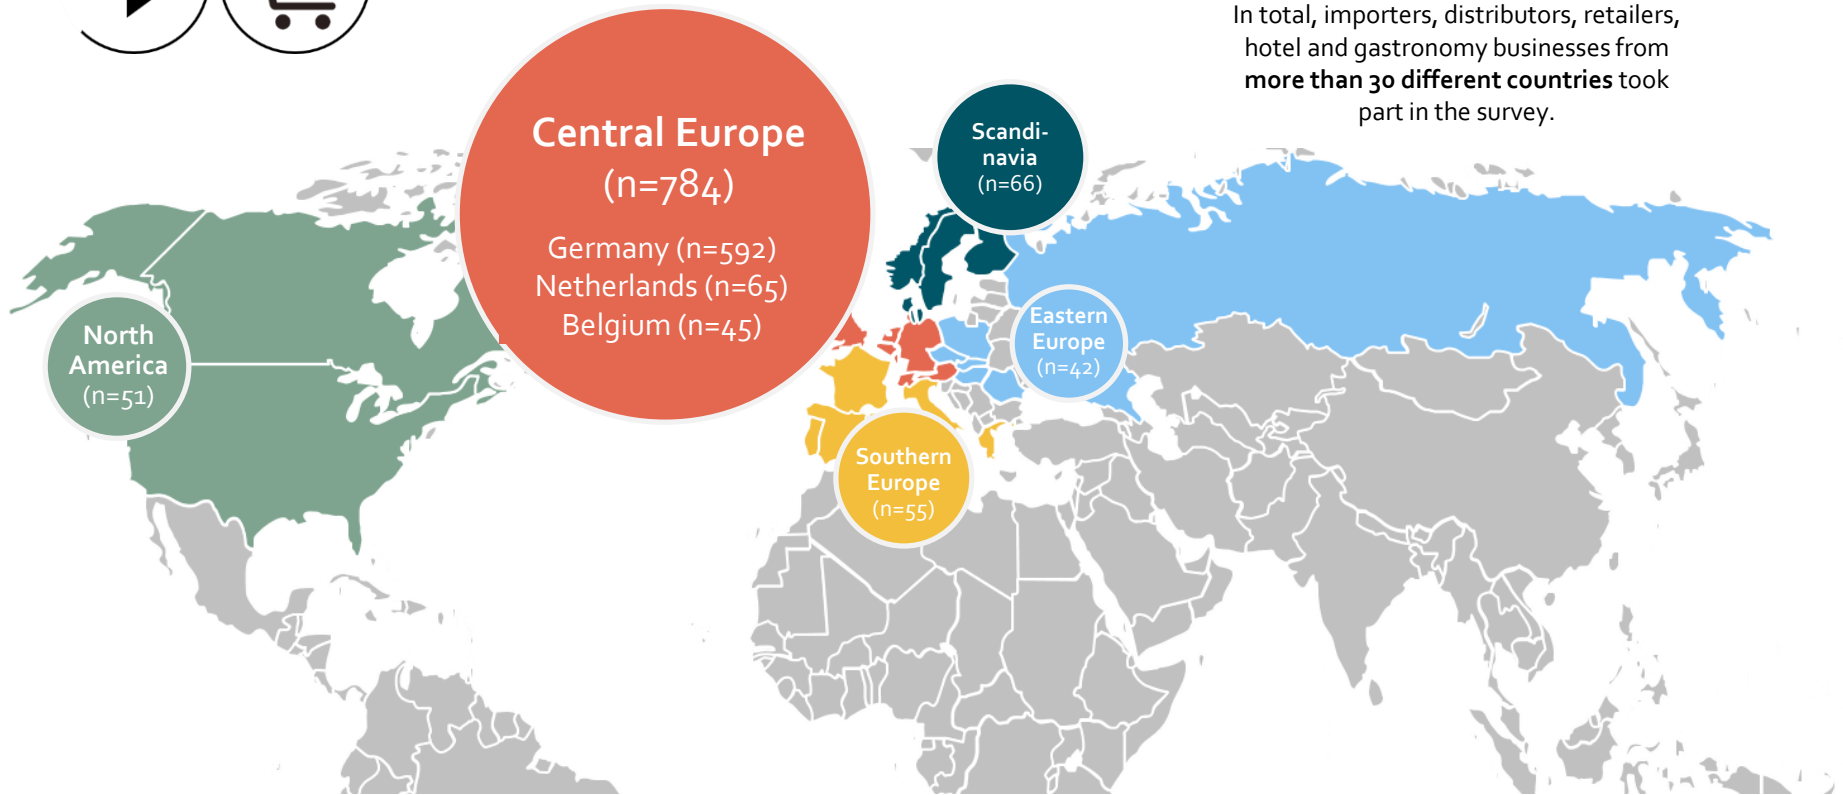 In total, importers, distributors, retailers,
hotel and gastronomy businesses from
more than 30 different countries took
part in the survey.
Central Europe
(n=784)
Germany (n=592)
Netherlands (n=65)
Belgium (n=45)
Scandi-
navia
(n=66)
North
America
(n=51)
Eastern
Europe
(n=42)
Southern
Europe
(n=55)